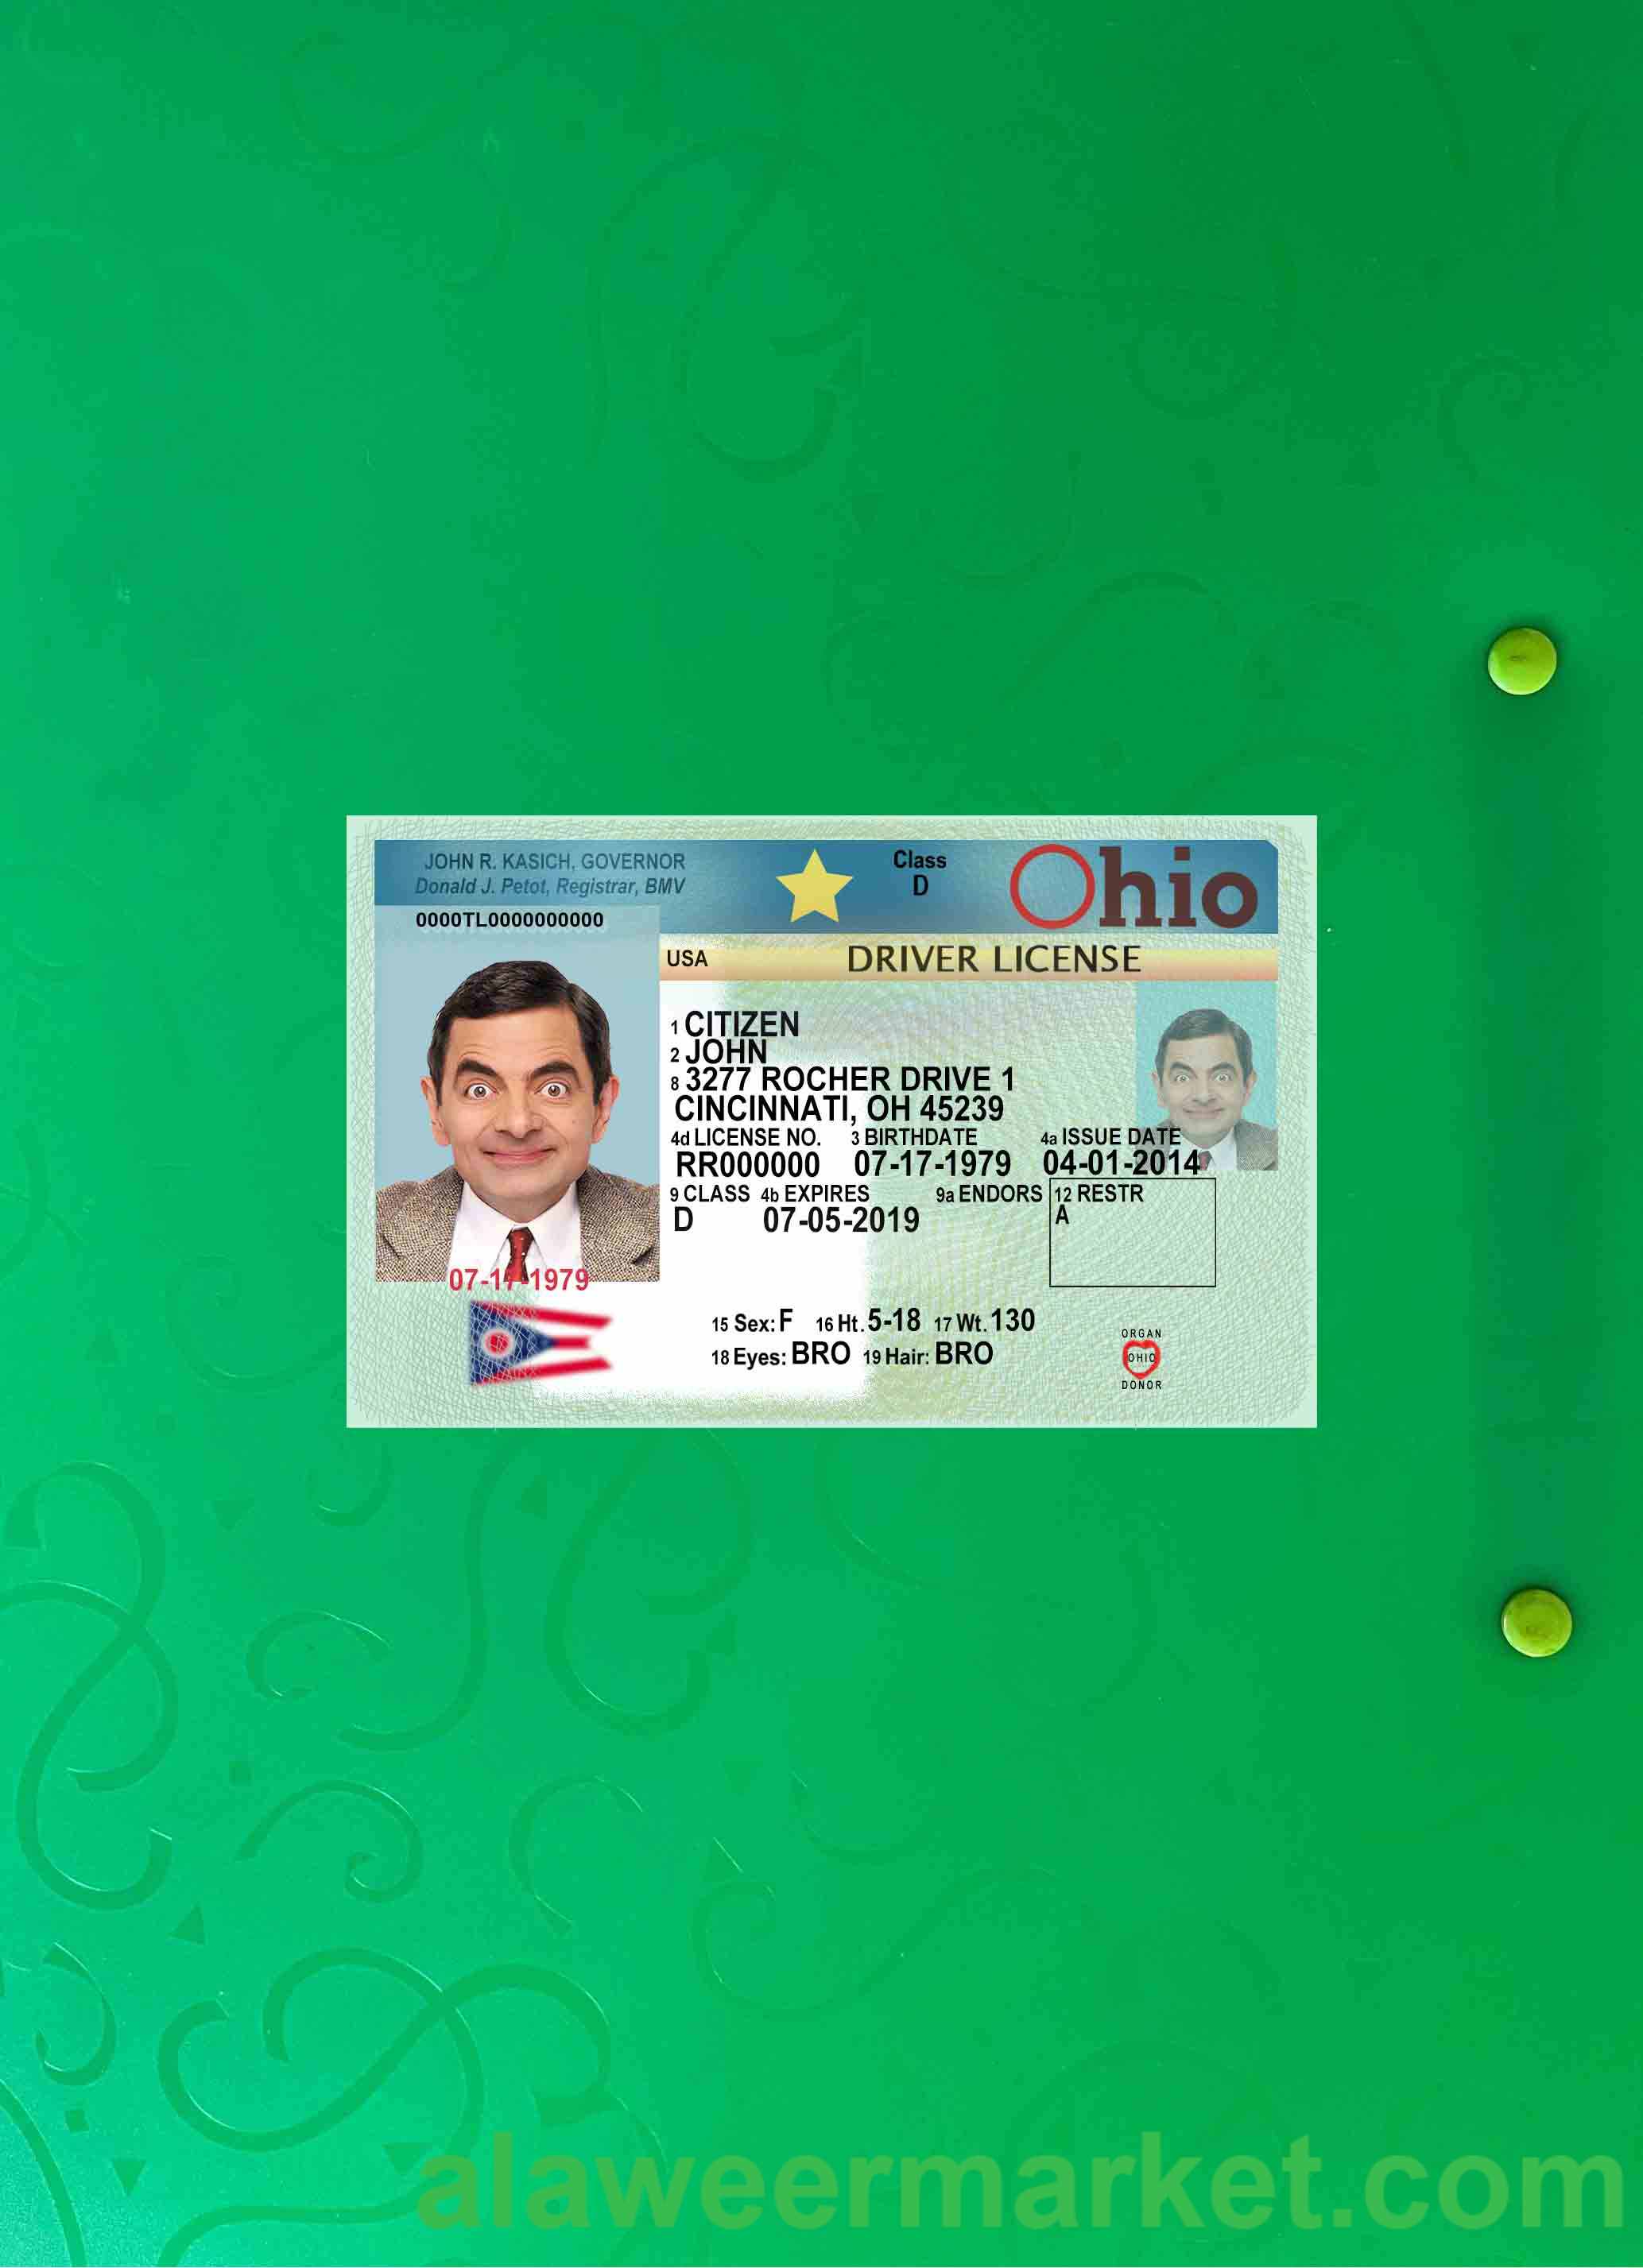 JOHN R. KASICH, GOVERNOR
Donald J. Petot, Registrar, BMV
0000TL0000000000
Class
D
Ohio
USA
DRIVER LICENSE
1 CITIZEN
2 JOHN
8 3277 ROCHER DRIVE 1
CINCINNATI, OH 45239
4d LICENSE NO. 3 BIRTHDATE 4a ISSUE DATE
RR000000 07-17-1979 04-01-2014
9 CLASS 4b EXPIRES 9a ENDORS 12 RESTR
D 07-05-2019 A
07-17-1979
15 Sex: F 16 Ht. 5-18 17 Wt. 130
18 Eyes: BRO 19 Hair: BRO
ORGAN
OHIO
DONOR
alaweermarket.com